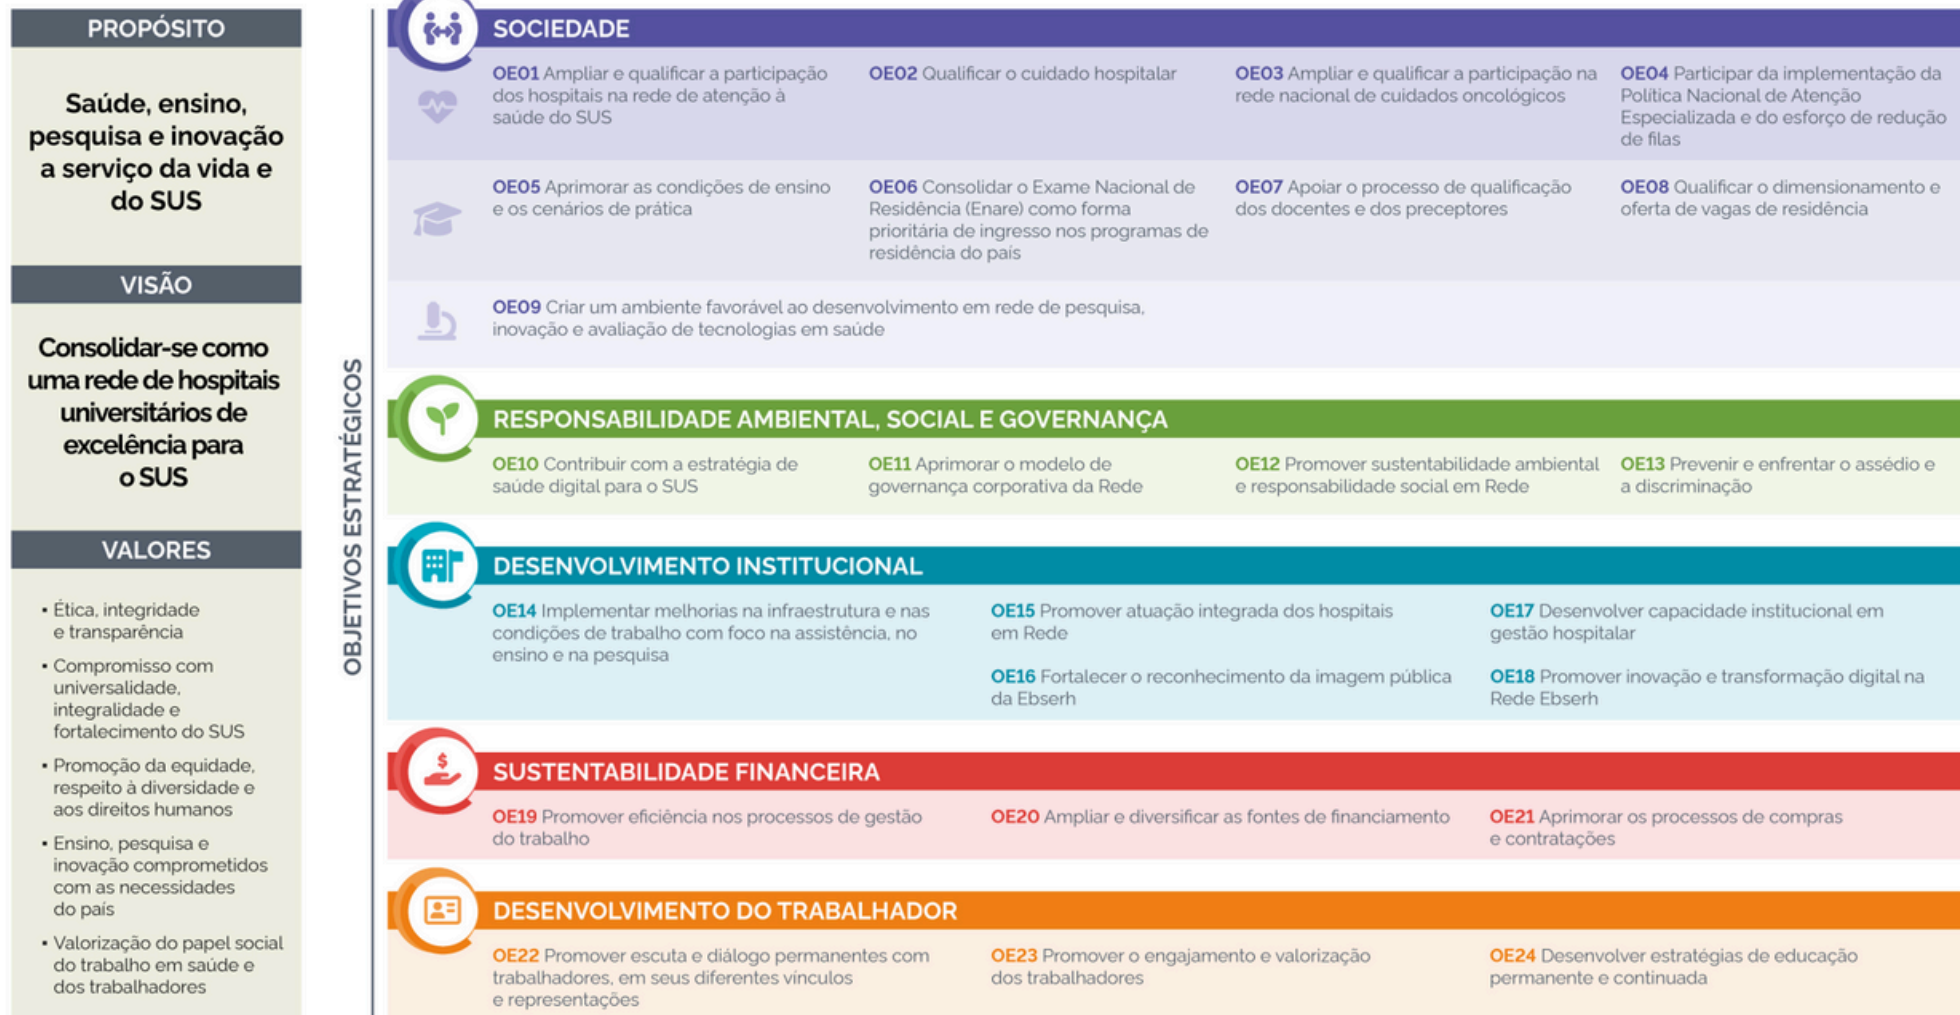 PROPÓSITO
Saúde, ensino,
pesquisa e inovação
a serviço da vida e
do SUS
VISÃO
Consolidar-se como
uma rede de hospitais
universitários de
excelência para
o SUS
VALORES
▪ Ética, integridade
e transparência
▪ Compromisso com
universalidade,
integralidade e
fortalecimento do SUS
▪ Promoção da equidade,
respeito à diversidade e
aos direitos humanos
▪ Ensino, pesquisa e
inovação comprometidos
com as necessidades
do país
▪ Valorização do papel social
do trabalho em saúde e
dos trabalhadores
OBJETIVOS ESTRATÉGICOS
SOCIEDADE
OE01 Ampliar e qualificar a participação
dos hospitais na rede de atenção à
saúde do SUS
OE02 Qualificar o cuidado hospitalar
OE03 Ampliar e qualificar a participação na
rede nacional de cuidados oncológicos
OE04 Participar da implementação da
Política Nacional de Atenção
Especializada e do esforço de redução
de filas
OE05 Aprimorar as condições de ensino
e os cenários de prática
OE06 Consolidar o Exame Nacional de
Residência (Enare) como forma
prioritária de ingresso nos programas de
residência do país
OE07 Apoiar o processo de qualificação
dos docentes e dos preceptores
OE08 Qualificar o dimensionamento e
oferta de vagas de residência
OE09 Criar um ambiente favorável ao desenvolvimento em rede de pesquisa,
inovação e avaliação de tecnologias em saúde
RESPONSABILIDADE AMBIENTAL, SOCIAL E GOVERNANÇA
OE10 Contribuir com a estratégia de
saúde digital para o SUS
OE11 Aprimorar o modelo de
governança corporativa da Rede
OE12 Promover sustentabilidade ambiental
e responsabilidade social em Rede
OE13 Prevenir e enfrentar o assédio e
a discriminação
DESENVOLVIMENTO INSTITUCIONAL
OE14 Implementar melhorias na infraestrutura e nas
condições de trabalho com foco na assistência, no
ensino e na pesquisa
OE15 Promover atuação integrada dos hospitais
em Rede
OE16 Fortalecer o reconhecimento da imagem pública
da Ebserh
OE17 Desenvolver capacidade institucional em
gestão hospitalar
OE18 Promover inovação e transformação digital na
Rede Ebserh
$
SUSTENTABILIDADE FINANCEIRA
OE19 Promover eficiência nos processos de gestão
do trabalho
OE20 Ampliar e diversificar as fontes de financiamento
OE21 Aprimorar os processos de compras
e contratações
DESENVOLVIMENTO DO TRABALHADOR
OE22 Promover escuta e diálogo permanentes com
trabalhadores, em seus diferentes vínculos
e representações
OE23 Promover o engajamento e valorização
dos trabalhadores
OE24 Desenvolver estratégias de educação
permanente e continuada